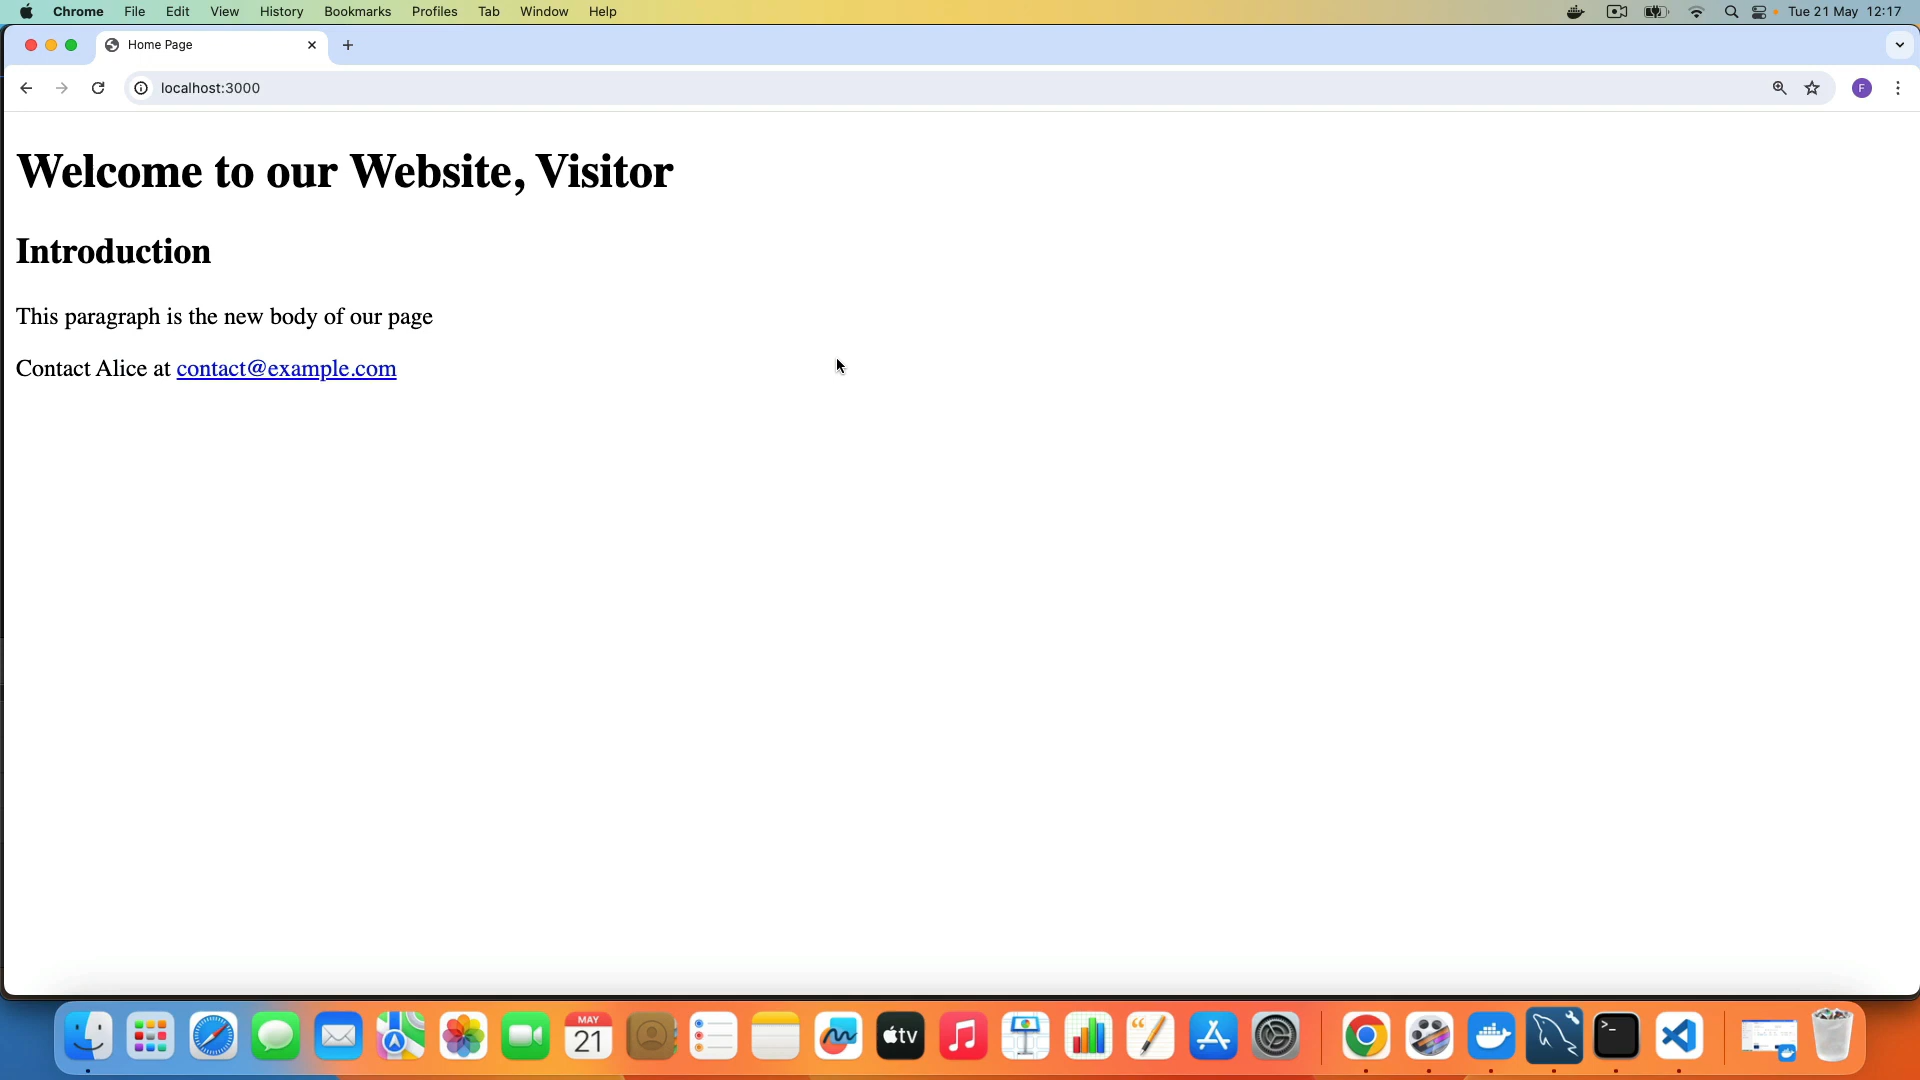 Chrome File Edit View History Bookmarks Profiles Tab Window Help Tue 21 May 12:17
Home Page
localhost:3000
F
Welcome to our Website, Visitor
Introduction
This paragraph is the new body of our page
Contact Alice at contact@example.com
MAY
21
tv
>_